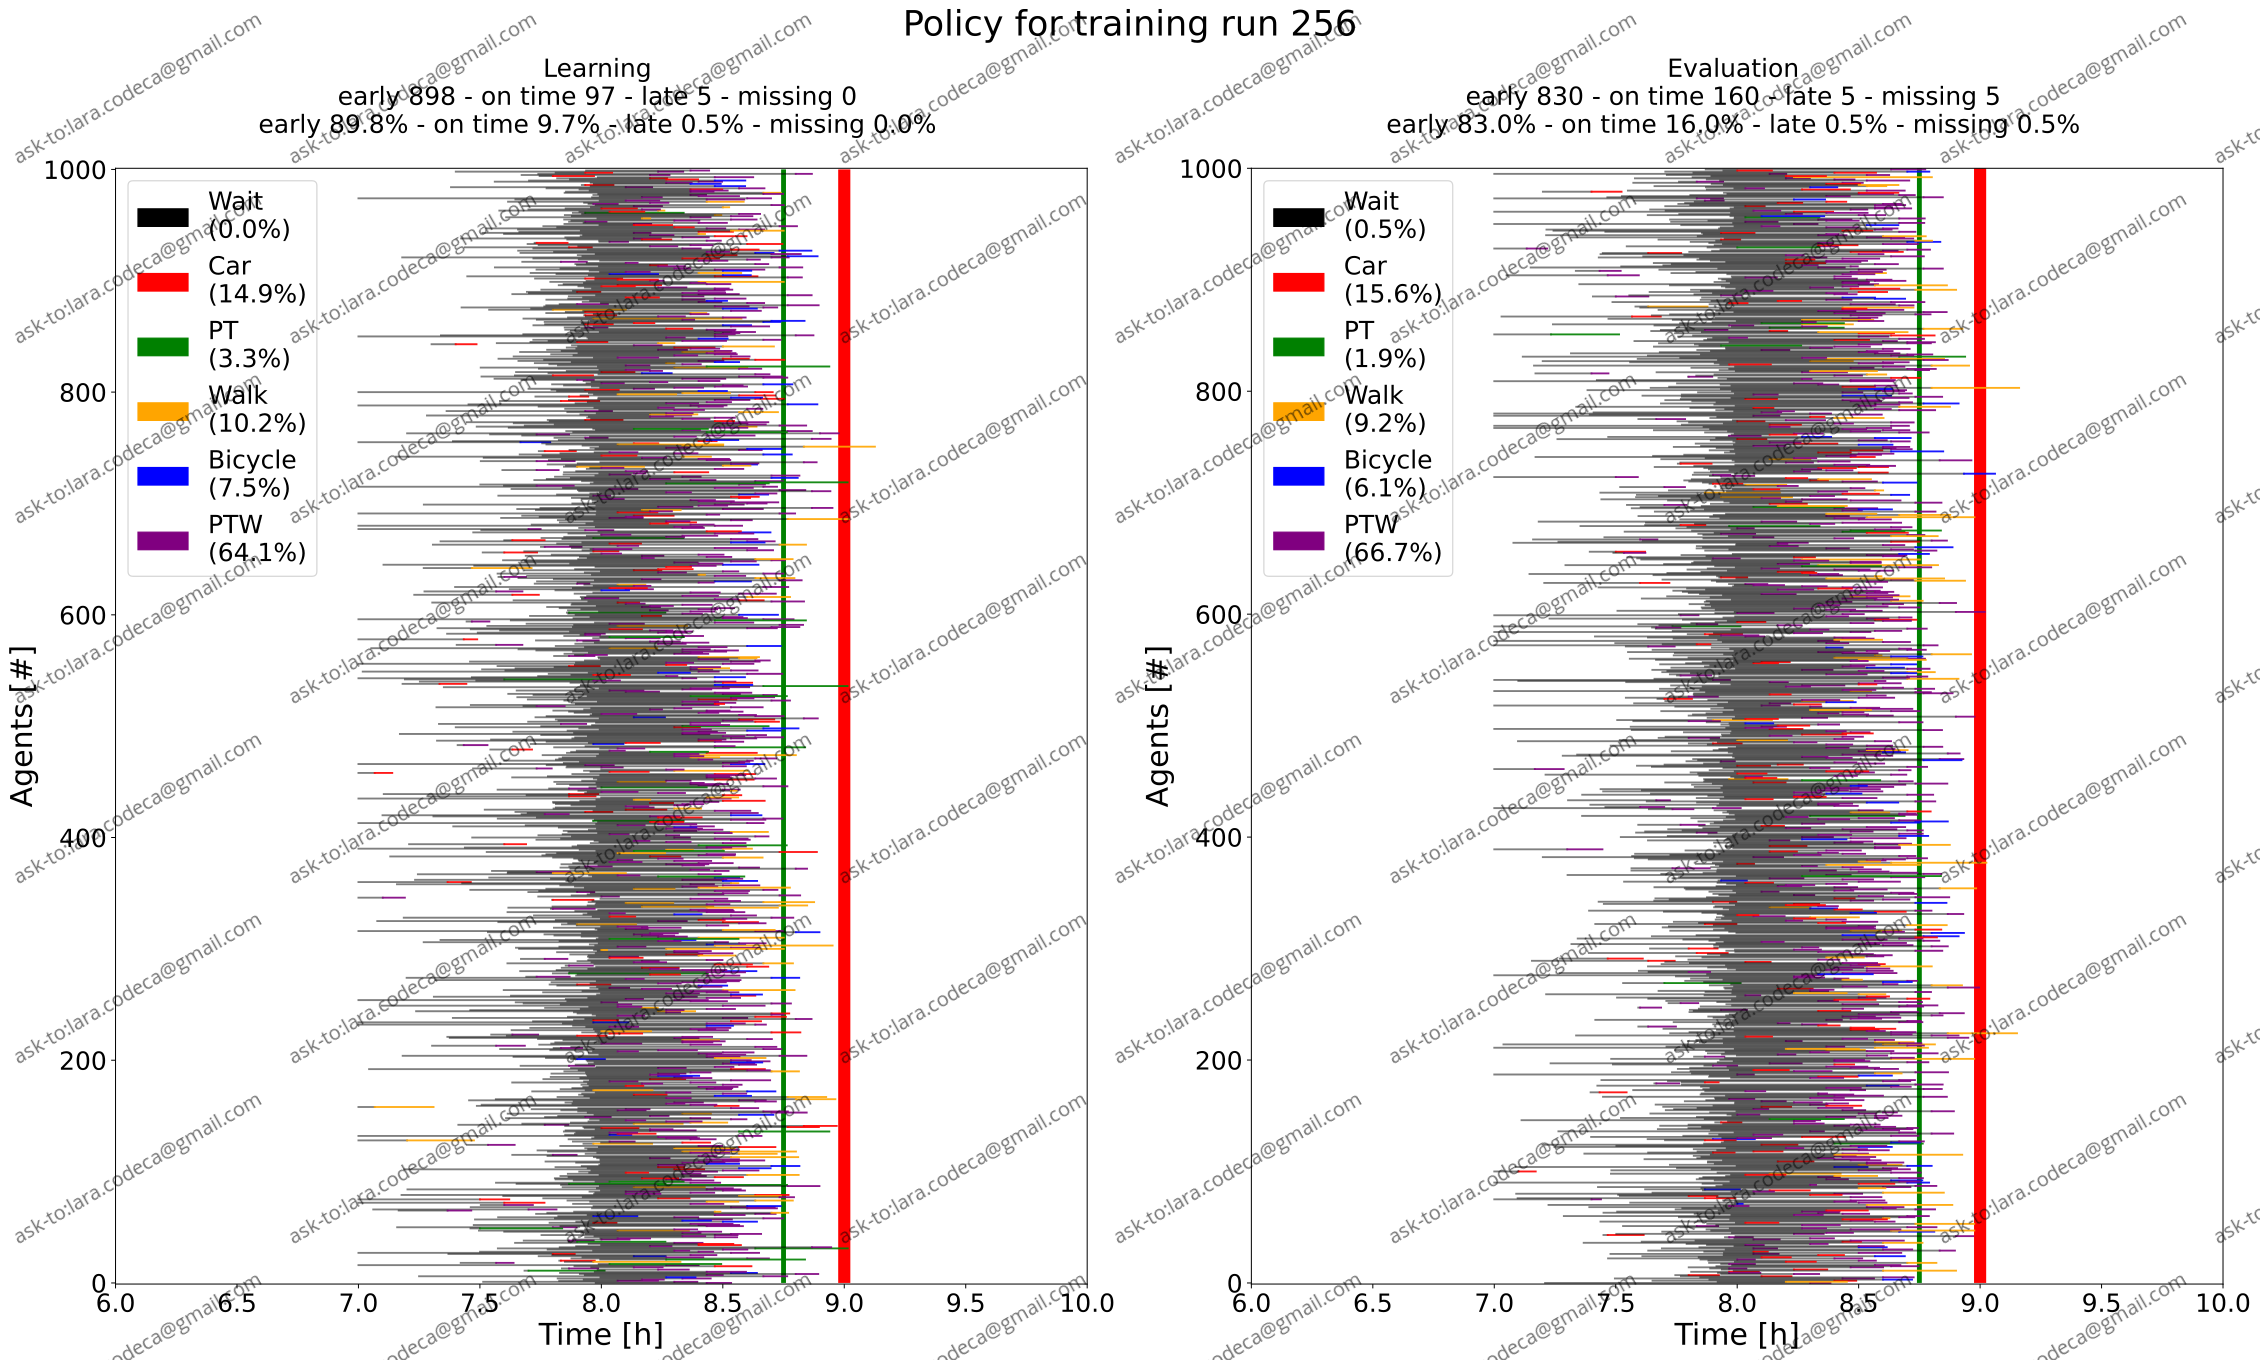 Policy for training run 256
Learning
early 898 - on time 97 - late 5 - missing 0
early 89.8% - on time 9.7% - late 0.5% - missing 0.0%
Agents [#]
1000
800
600
400
200
0
Wait
(0.0%)
Car
(14.9%)
PT
(3.3%)
Walk
(10.2%)
Bicycle
(7.5%)
PTW
(64.1%)
6.0 6.5 7.0 7.5 8.0 8.5 9.0 9.5 10.0
Time [h]
Evaluation
early 830 - on time 160 - late 5 - missing 5
early 83.0% - on time 16.0% - late 0.5% - missing 0.5%
Agents [#]
1000
800
600
400
200
0
Wait
(0.5%)
Car
(15.6%)
PT
(1.9%)
Walk
(9.2%)
Bicycle
(6.1%)
PTW
(66.7%)
6.0 6.5 7.0 7.5 8.0 8.5 9.0 9.5 10.0
Time [h]
ask-to:lara.codeca@gmail.com